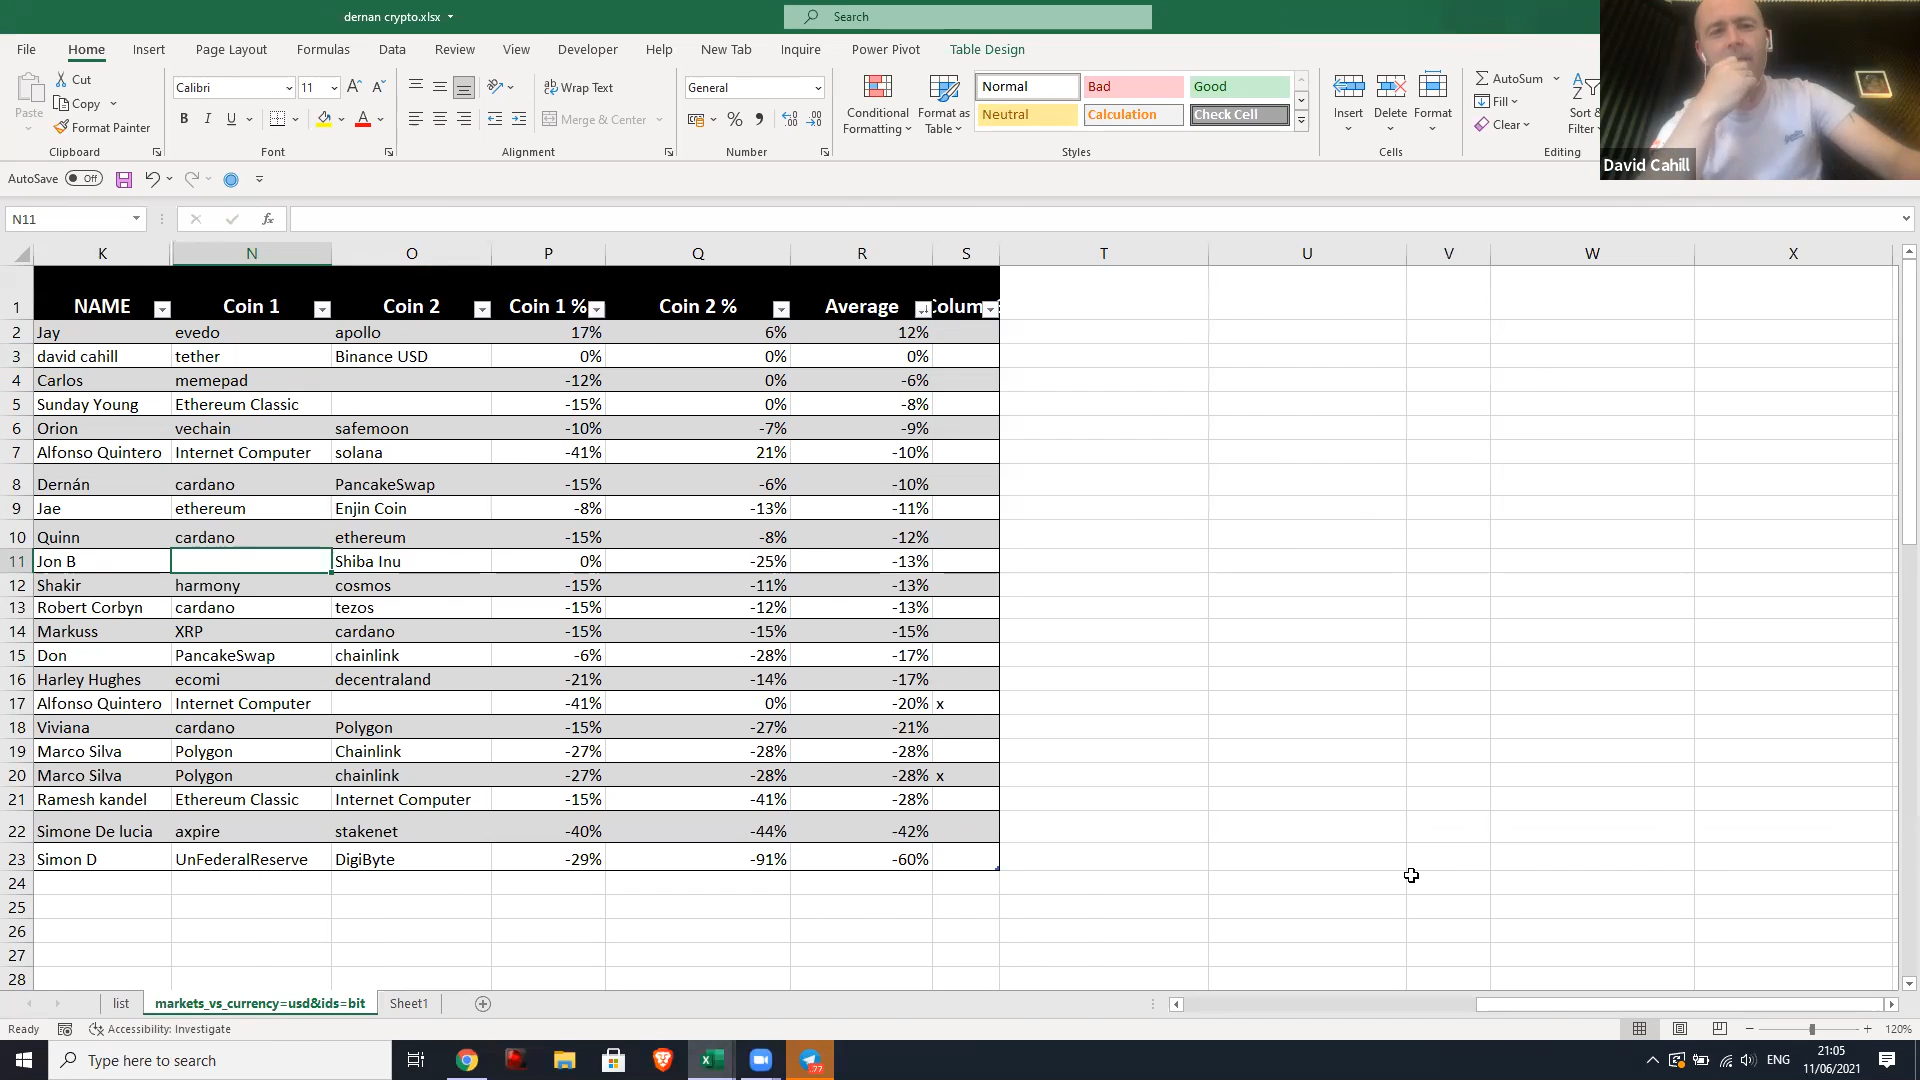 dernan crypto.xlsx
Search
File Home Insert Page Layout Formulas Data Review View Developer Help New Tab Inquire Power Pivot Table Design
Paste
Cut
Copy
Format Painter
Clipboard
Calibri 11
B I U
Font
Wrap Text
Merge & Center
Alignment
General
Number
Conditional Formatting
Format as Table
Normal Bad Good
Neutral Calculation Check Cell
Styles
Insert Delete Format
Cells
AutoSum
Fill
Clear
Sort &
Filter
Editing
David Cahill
AutoSave Off
N11
fx
K N O P Q R S T U V W X
1 NAME Coin 1 Coin 2 Coin 1 % Coin 2 % Average Colum
2 Jay evedo apollo 17% 6% 12%
3 david cahill tether Binance USD 0% 0% 0%
4 Carlos memepad -12% 0% -6%
5 Sunday Young Ethereum Classic -15% 0% -8%
6 Orion vechain safemoon -10% -7% -9%
7 Alfonso Quintero Internet Computer solana -41% 21% -10%
8 Dernán cardano PancakeSwap -15% -6% -10%
9 Jae ethereum Enjin Coin -8% -13% -11%
10 Quinn cardano ethereum -15% -8% -12%
11 Jon B Shiba Inu 0% -25% -13%
12 Shakir harmony cosmos -15% -11% -13%
13 Robert Corbyn cardano tezos -15% -12% -13%
14 Markuss XRP cardano -15% -15% -15%
15 Don PancakeSwap chainlink -6% -28% -17%
16 Harley Hughes ecomi decentraland -21% -14% -17%
17 Alfonso Quintero Internet Computer -41% 0% -20% x
18 Viviana cardano Polygon -15% -27% -21%
19 Marco Silva Polygon Chainlink -27% -28% -28%
20 Marco Silva Polygon chainlink -27% -28% -28% x
21 Ramesh kandel Ethereum Classic Internet Computer -15% -41% -28%
22 Simone De lucia axpire stakenet -40% -44% -42%
23 Simon D UnFederalReserve DigiByte -29% -91% -60%
24
25
26
27
28
list markets_vs_currency=usd&ids=bit Sheet1
Ready Accessibility: Investigate 120%
Type here to search
77
ENG
21:05
11/06/2021